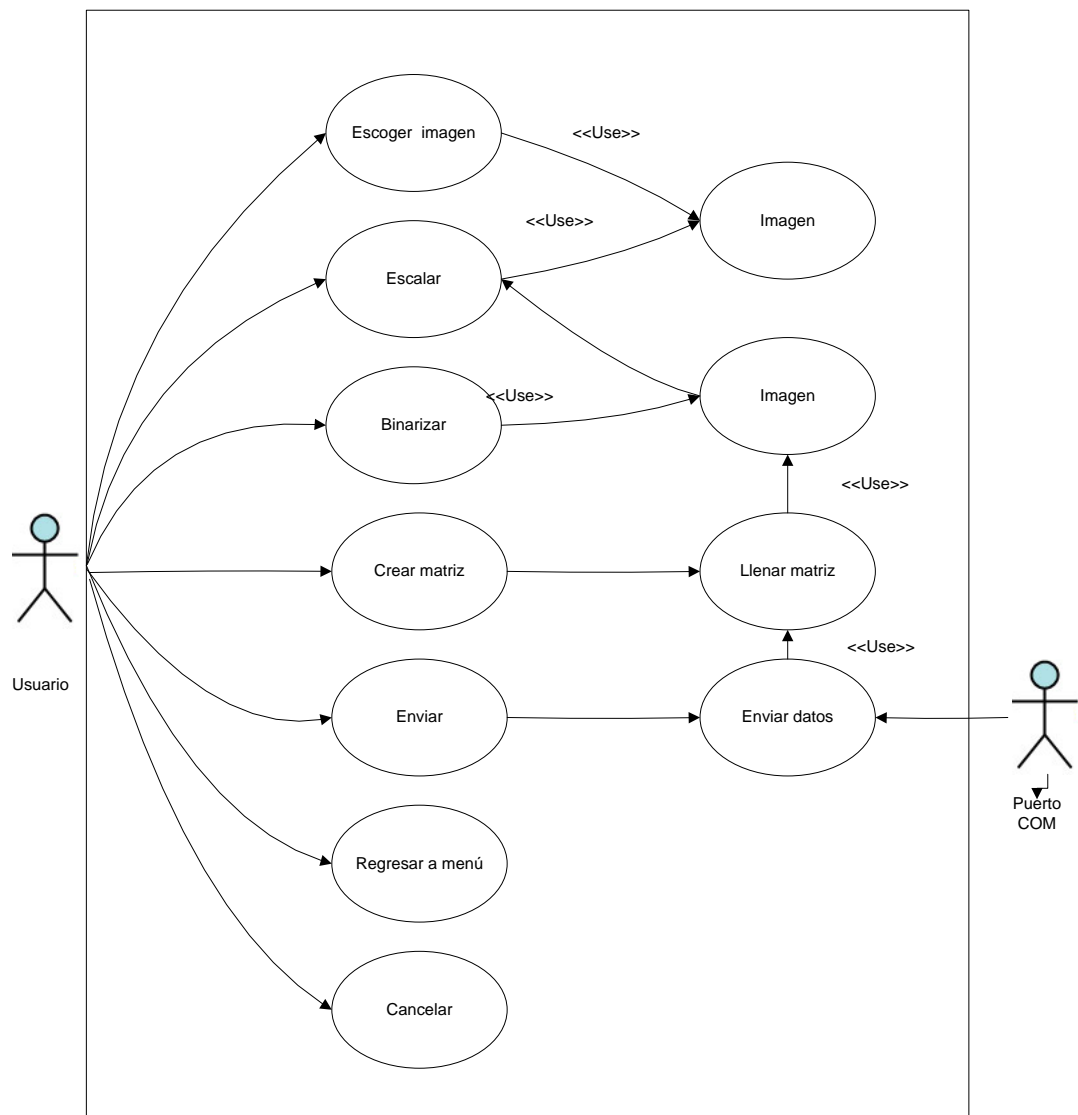 Escoger imagen
<<Use>>
Imagen
<<Use>>
Escalar
<<Use>>
Imagen
Binarizar
<<Use>>
Crear matriz
Llenar matriz
<<Use>>
Usuario
Enviar
Enviar datos
Puerto
COM
Regresar a menú
Cancelar